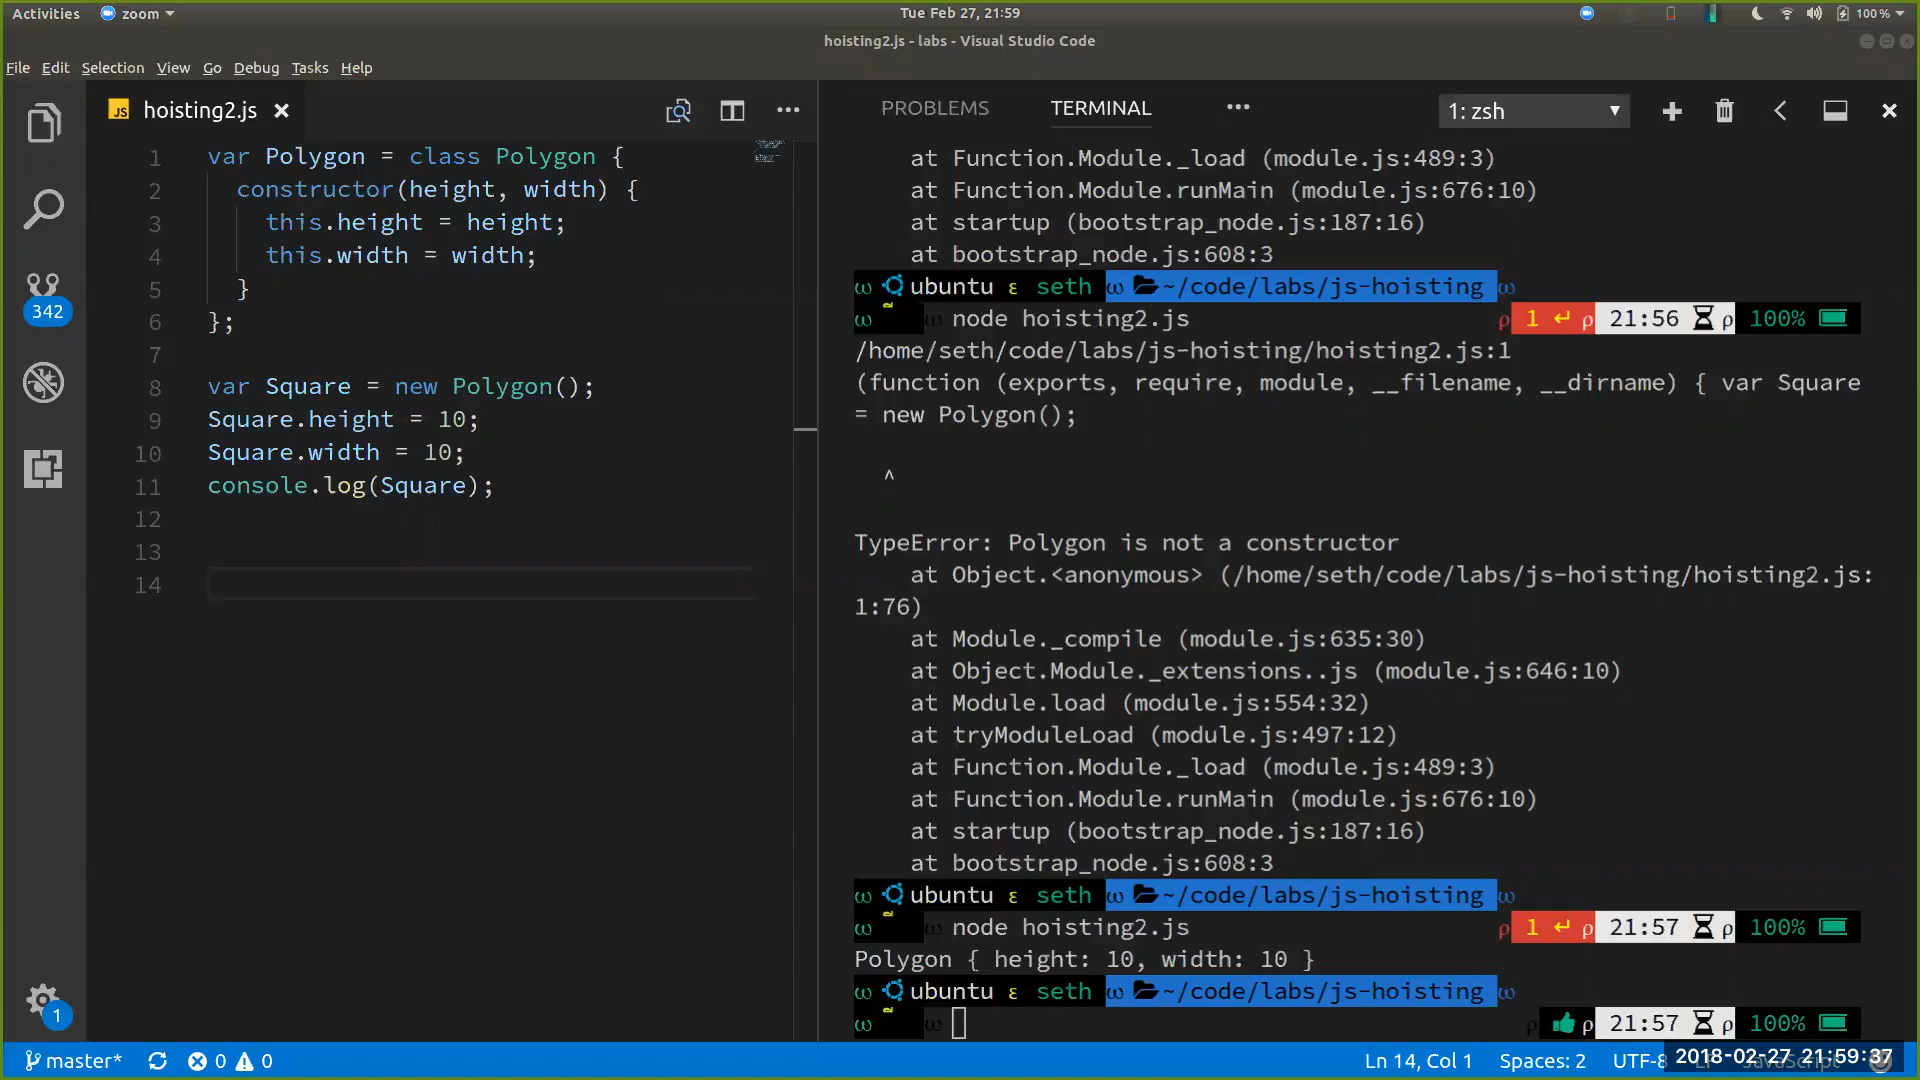 Activities zoom Tue Feb 27, 21:59 100%
hoisting2.js - labs - Visual Studio Code
File Edit Selection View Go Debug Tasks Help
JS hoisting2.js
1 var Polygon = class Polygon {
2 constructor(height, width) {
3 this.height = height;
4 this.width = width;
5 }
6 };
7
8 var Square = new Polygon();
9 Square.height = 10;
10 Square.width = 10;
11 console.log(Square);
12
13
14
342
1
PROBLEMS TERMINAL ••• 1: zsh
at Function.Module._load (module.js:489:3)
at Function.Module.runMain (module.js:676:10)
at startup (bootstrap_node.js:187:16)
at bootstrap_node.js:608:3
ω ubuntu ε seth ω ~/code/labs/js-hoisting ω
ω ~ ω node hoisting2.js ρ 1 ↵ ρ 21:56 ρ 100%
/home/seth/code/labs/js-hoisting/hoisting2.js:1
(function (exports, require, module, __filename, __dirname) { var Square
= new Polygon();
^
TypeError: Polygon is not a constructor
at Object.<anonymous> (/home/seth/code/labs/js-hoisting/hoisting2.js:
1:76)
at Module._compile (module.js:635:30)
at Object.Module._extensions..js (module.js:646:10)
at Module.load (module.js:554:32)
at tryModuleLoad (module.js:497:12)
at Function.Module._load (module.js:489:3)
at Function.Module.runMain (module.js:676:10)
at startup (bootstrap_node.js:187:16)
at bootstrap_node.js:608:3
ω ubuntu ε seth ω ~/code/labs/js-hoisting ω
ω ~ ω node hoisting2.js ρ 1 ↵ ρ 21:57 ρ 100%
Polygon { height: 10, width: 10 }
ω ubuntu ε seth ω ~/code/labs/js-hoisting ω
ω ~ ω ρ ρ 21:57 ρ 100%
master* 0 0 Ln 14, Col 1 Spaces: 2 UTF-8 2018-02-27 21:59:37